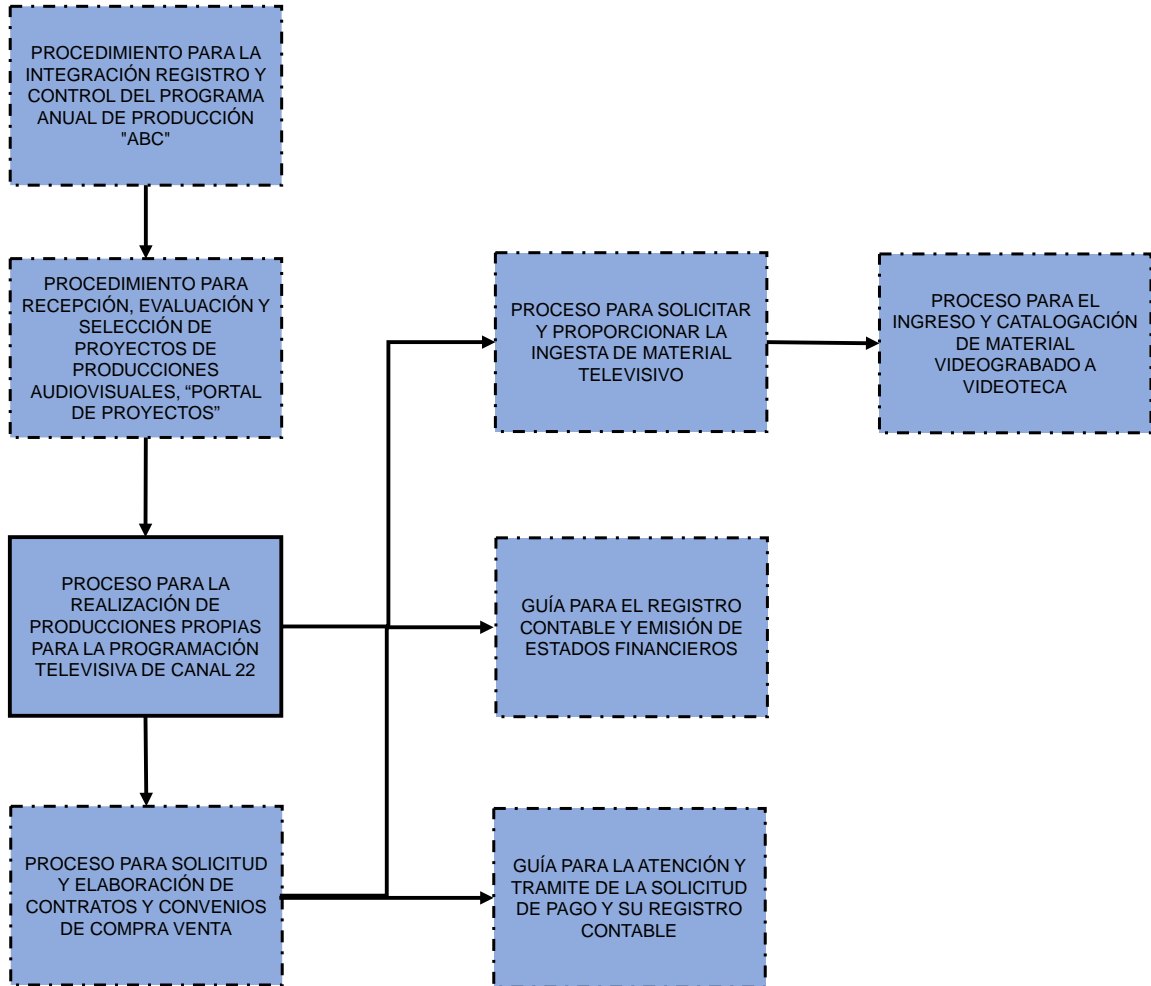 PROCEDIMIENTO PARA LA
INTEGRACIÓN REGISTRO Y
CONTROL DEL PROGRAMA
ANUAL DE PRODUCCIÓN
"ABC"
PROCEDIMIENTO PARA
RECEPCIÓN, EVALUACIÓN Y
SELECCIÓN DE
PROYECTOS DE
PRODUCCIONES
AUDIOVISUALES, “PORTAL
DE PROYECTOS”
PROCESO PARA SOLICITAR
Y PROPORCIONAR LA
INGESTA DE MATERIAL
TELEVISIVO
PROCESO PARA EL
INGRESO Y CATALOGACIÓN
DE MATERIAL
VIDEOGRABADO A
VIDEOTECA
PROCESO PARA LA
REALIZACIÓN DE
PRODUCCIONES PROPIAS
PARA LA PROGRAMACIÓN
TELEVISIVA DE CANAL 22
GUÍA PARA EL REGISTRO
CONTABLE Y EMISIÓN DE
ESTADOS FINANCIEROS
PROCESO PARA SOLICITUD
Y ELABORACIÓN DE
CONTRATOS Y CONVENIOS
DE COMPRA VENTA
GUÍA PARA LA ATENCIÓN Y
TRAMITE DE LA SOLICITUD
DE PAGO Y SU REGISTRO
CONTABLE